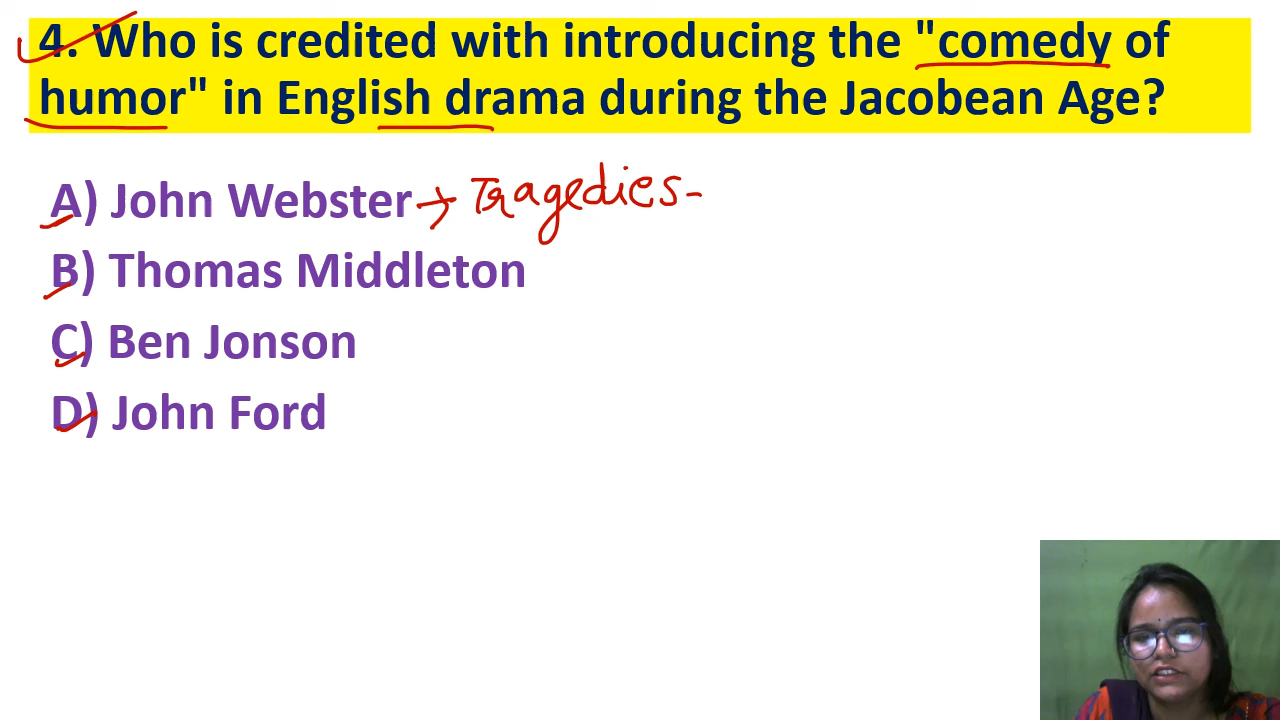 4. Who is credited with introducing the "comedy of
humor" in English drama during the Jacobean Age?
A) John Webster → Tragedies-
B) Thomas Middleton
C) Ben Jonson
D) John Ford